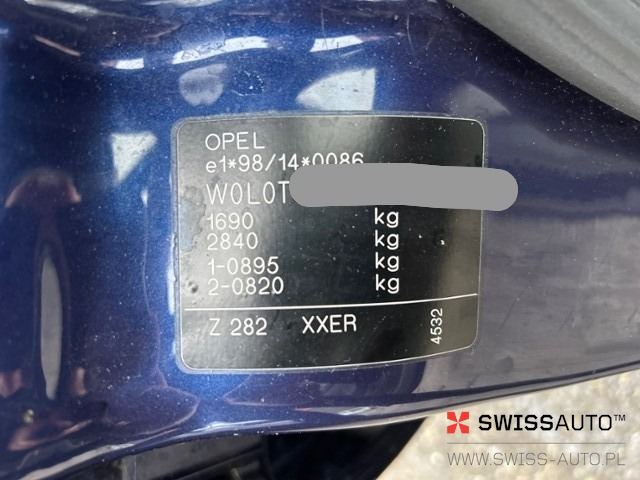 OPEL
e1*98/14*0086
W0L0T
1690 kg
2840 kg
1-0895 kg
2-0820 kg
Z 282 XXER
4532
SWISSAUTO™
WWW.SWISS-AUTO.PL